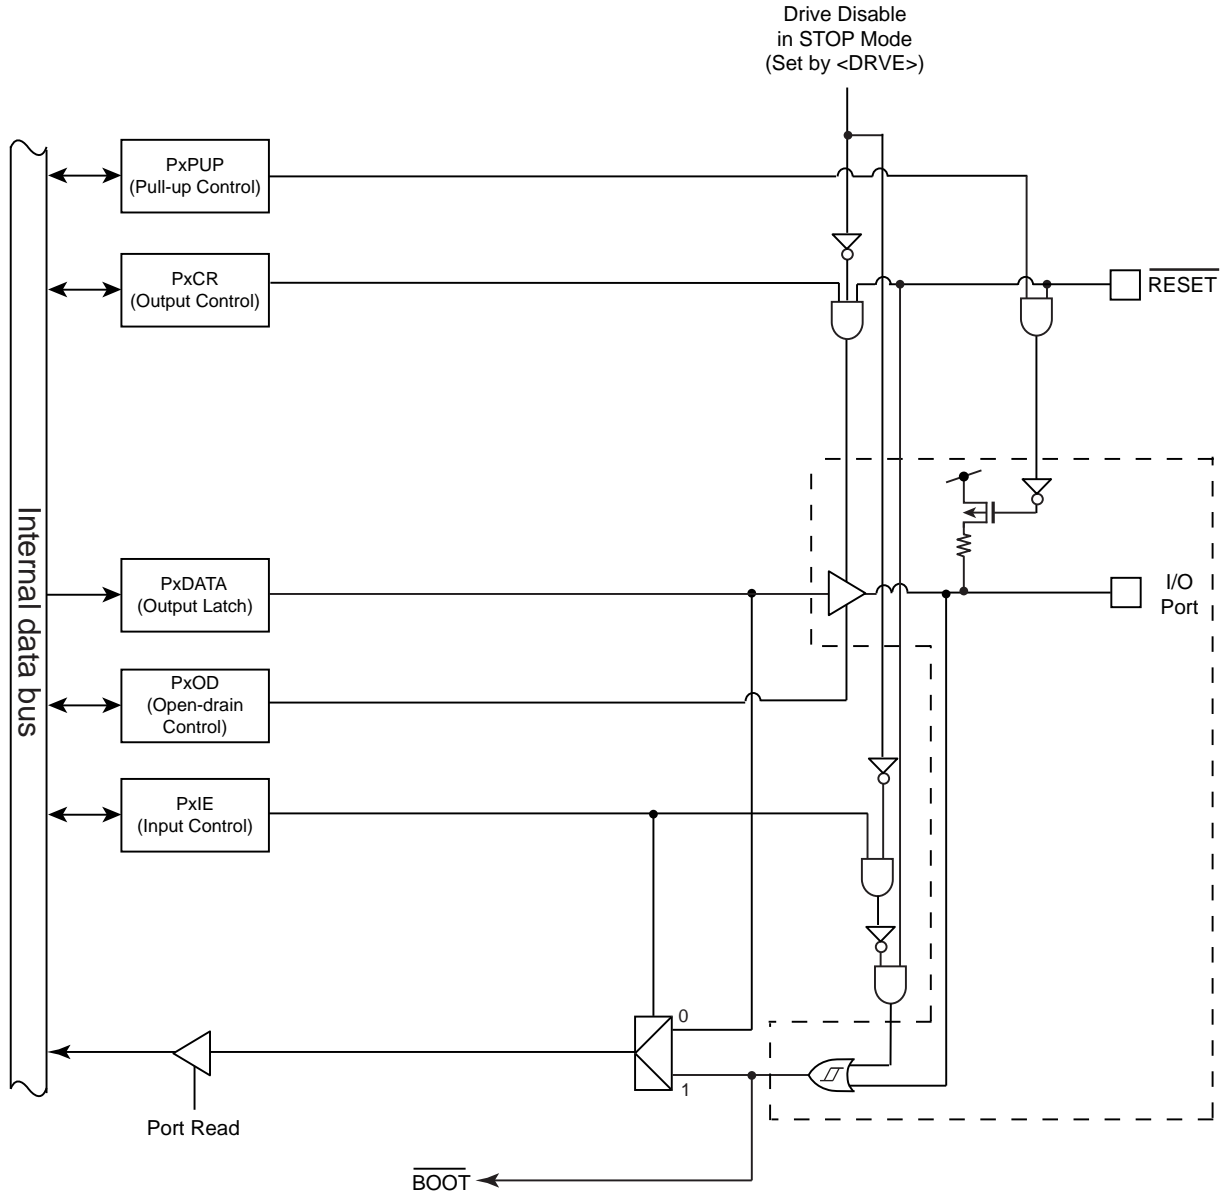 Drive Disable
in STOP Mode
(Set by <DRVE>)
PxPUP
(Pull-up Control)
PxCR
(Output Control)
RESET
Internal data bus
PxDATA
(Output Latch)
I/O
Port
PxOD
(Open-drain
Control)
PxIE
(Input Control)
0
1
Port Read
BOOT